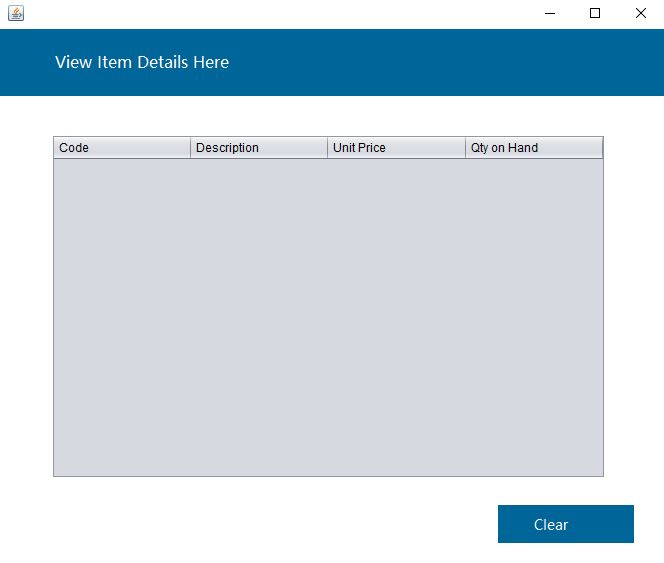 View Item Details Here
Code Description Unit Price Qty on Hand
Clear